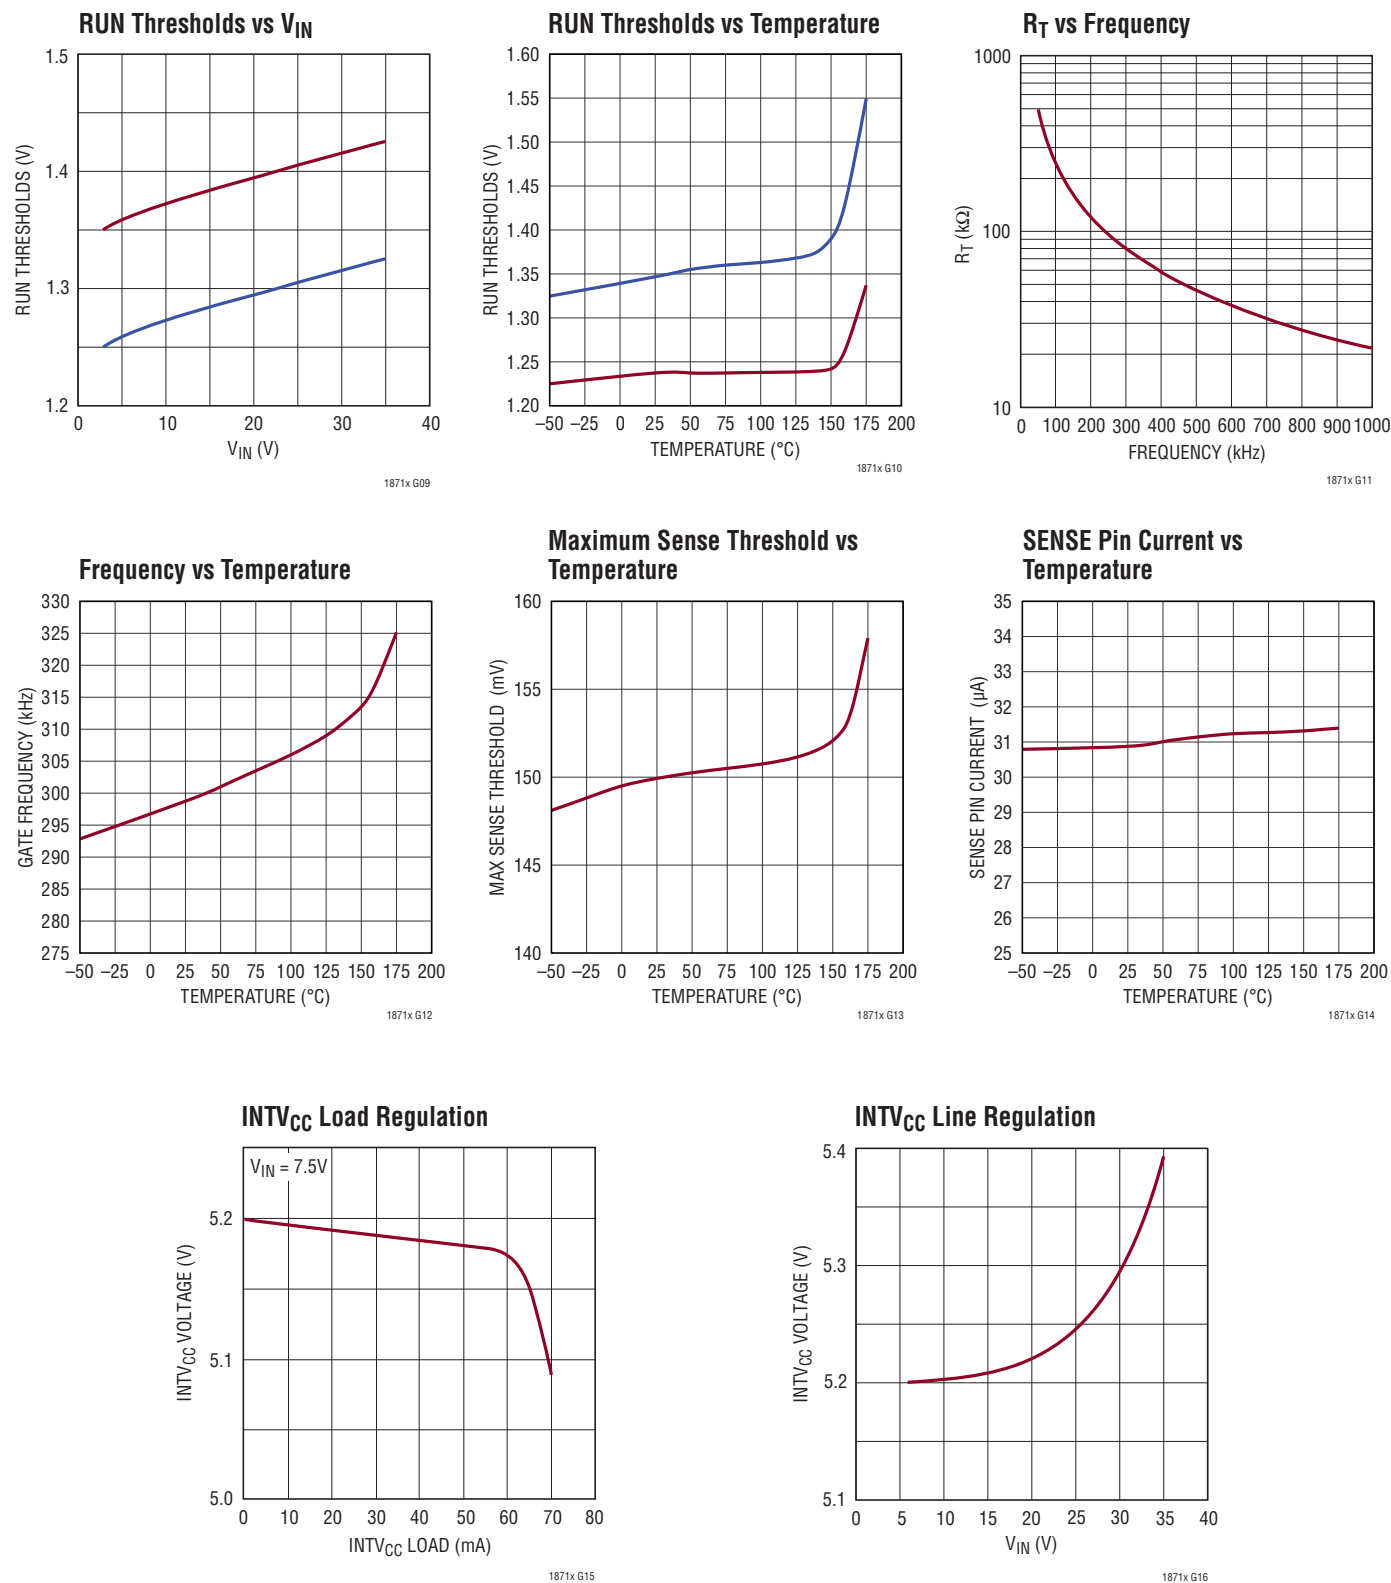 RUN Thresholds vs VIN
1.5
1.4
1.3
1.2
RUN THRESHOLDS (V)
0 10 20 30 40
VIN (V)
1871x G09
RUN Thresholds vs Temperature
1.60
1.55
1.50
1.45
1.40
1.35
1.30
1.25
1.20
RUN THRESHOLDS (V)
–50 –25 0 25 50 75 100 125 150 175 200
TEMPERATURE (°C)
1871x G10
RT vs Frequency
1000
100
10
RT (kΩ)
0 100 200 300 400 500 600 700 800 900 1000
FREQUENCY (kHz)
1871x G11
Frequency vs Temperature
330
325
320
315
310
305
300
295
290
285
280
275
GATE FREQUENCY (kHz)
–50 –25 0 25 50 75 100 125 150 175 200
TEMPERATURE (°C)
1871x G12
Maximum Sense Threshold vs
Temperature
160
155
150
145
140
MAX SENSE THRESHOLD (mV)
–50 –25 0 25 50 75 100 125 150 175 200
TEMPERATURE (°C)
1871x G13
SENSE Pin Current vs
Temperature
35
34
33
32
31
30
29
28
27
26
25
SENSE PIN CURRENT (µA)
–50 –25 0 25 50 75 100 125 150 175 200
TEMPERATURE (°C)
1871x G14
INTVCC Load Regulation
VIN = 7.5V
5.2
5.1
5.0
INTVCC VOLTAGE (V)
0 10 20 30 40 50 60 70 80
INTVCC LOAD (mA)
1871x G15
INTVCC Line Regulation
5.4
5.3
5.2
5.1
INTVCC VOLTAGE (V)
0 5 10 15 20 25 30 35 40
VIN (V)
1871x G16